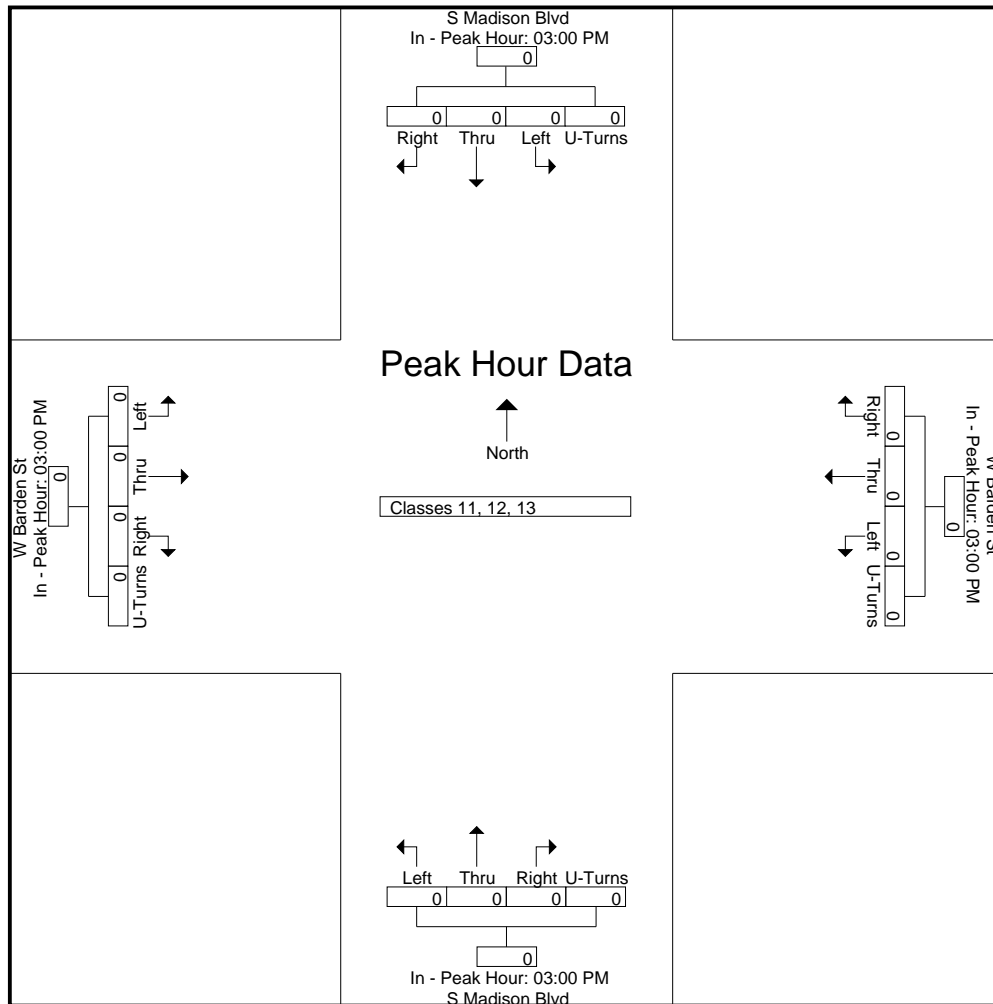 S Madison Blvd
In - Peak Hour: 03:00 PM
0
0 0 0 0
Right Thru Left U-Turns
Peak Hour Data
North
Classes 11, 12, 13
W Barden St
In - Peak Hour: 03:00 PM
0
0 0 0 0
Left Thru Right U-Turns
Right Thru Left U-Turns
0 0 0 0
0
In - Peak Hour: 03:00 PM
W Barden St
Left Thru Right U-Turns
0 0 0 0
0
In - Peak Hour: 03:00 PM
S Madison Blvd